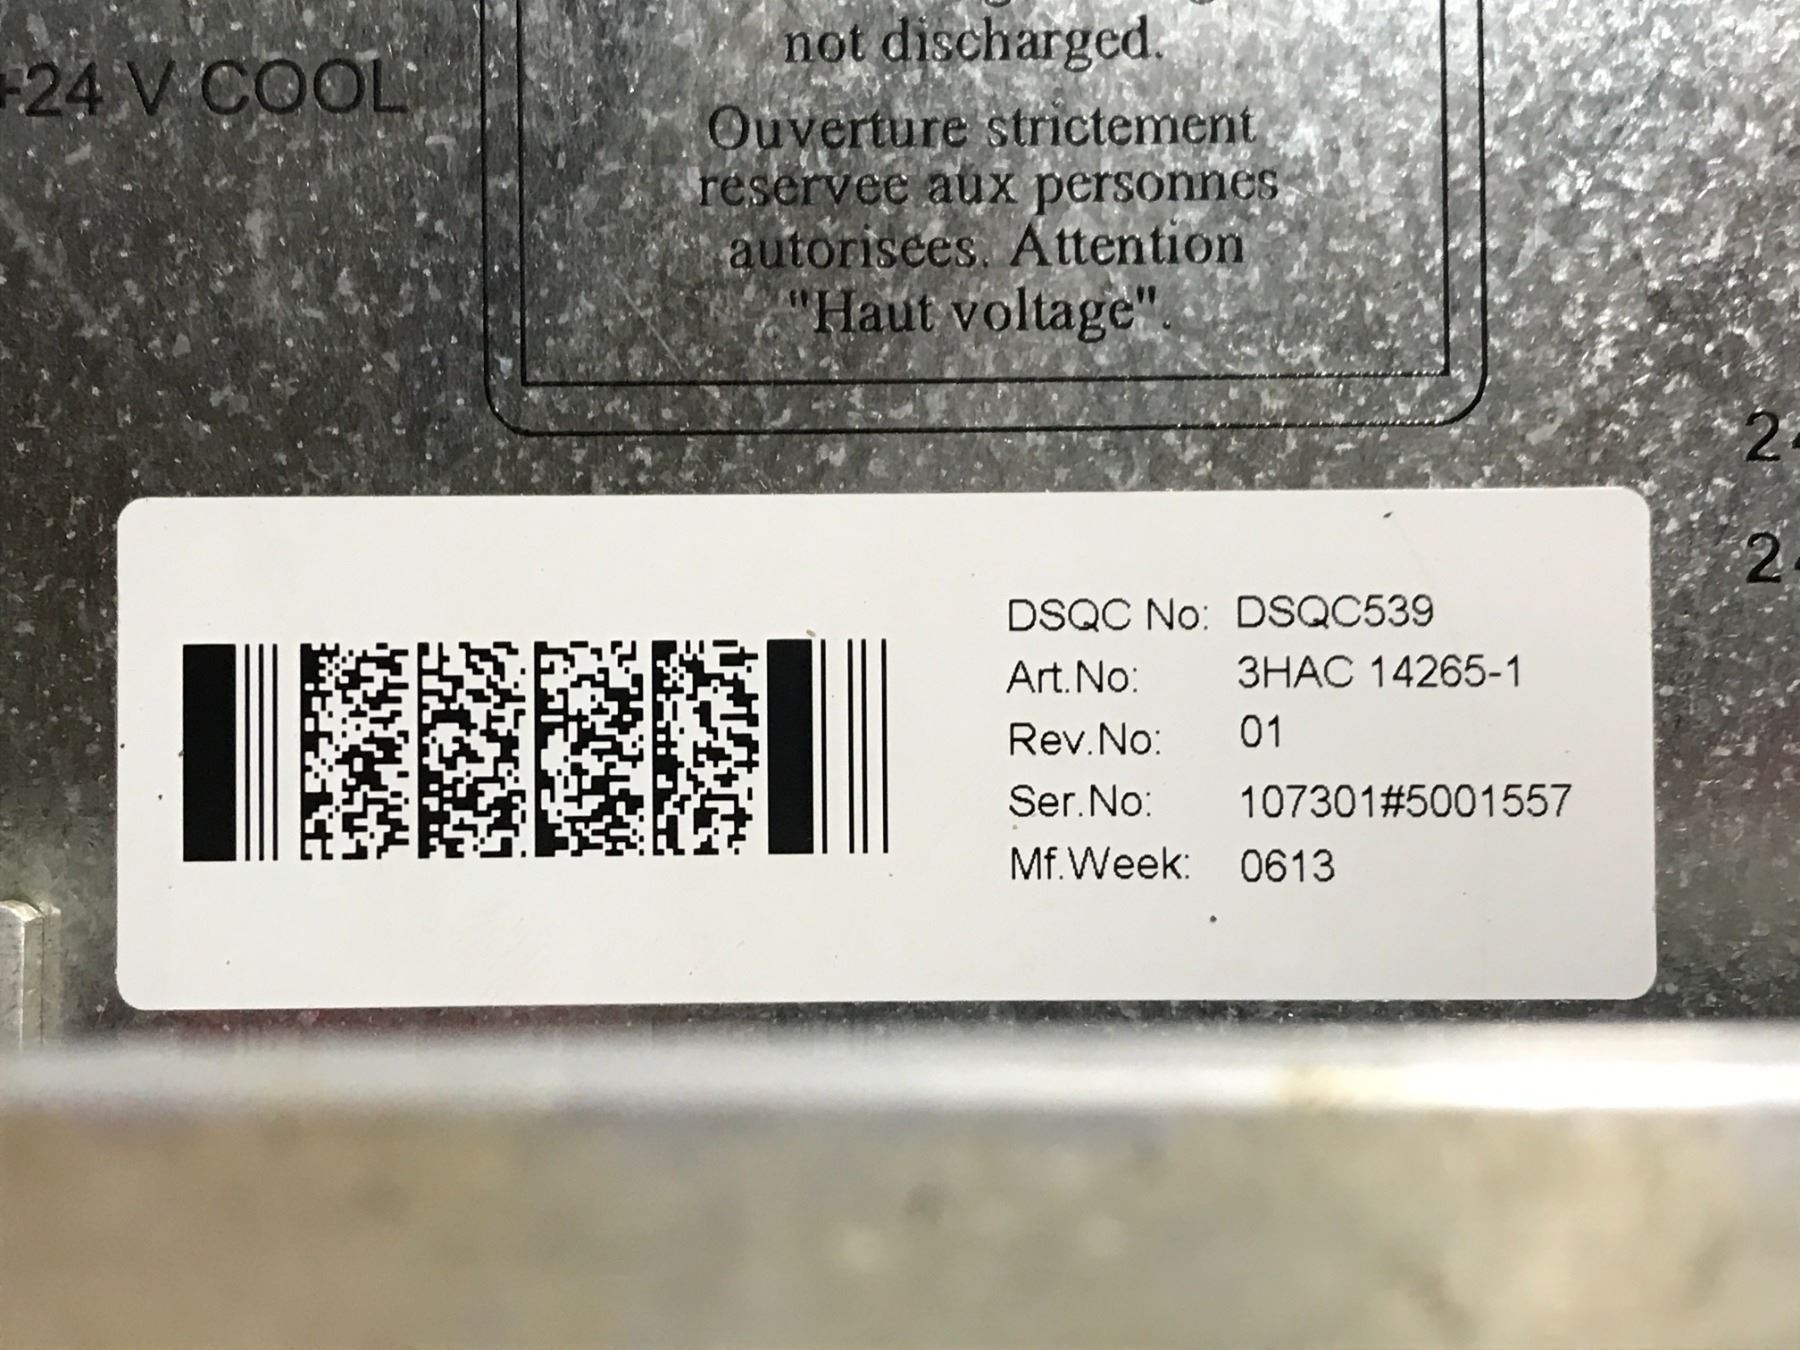 not discharged.
+24 V COOL
Ouverture strictement
reservee aux personnes
autorisees. Attention
"Haut voltage".
DSQC No: DSQC539
Art.No: 3HAC 14265-1
Rev.No: 01
Ser.No: 107301#5001557
Mf.Week: 0613